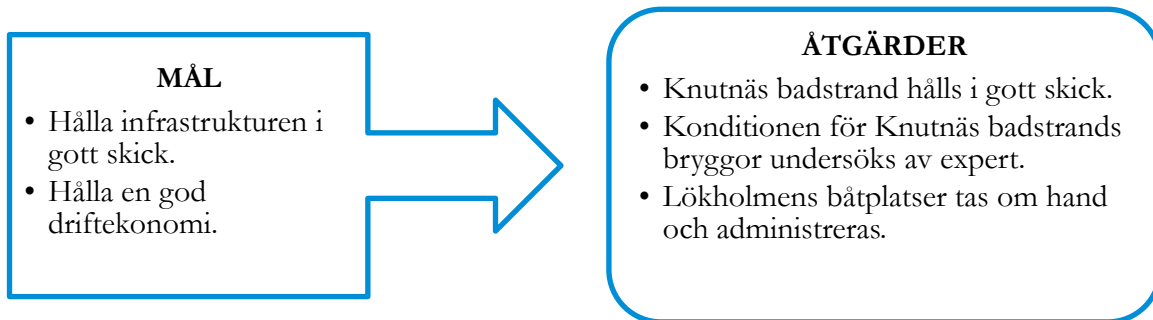 MÅL
• Hålla infrastrukturen i
gott skick.
• Hålla en god
driftekonomi.
ÅTGÄRDER
• Knutnäs badstrand hålls i gott skick.
• Konditionen för Knutnäs badstrands
bryggor undersöks av expert.
• Lökholmens båtplatser tas om hand
och administreras.